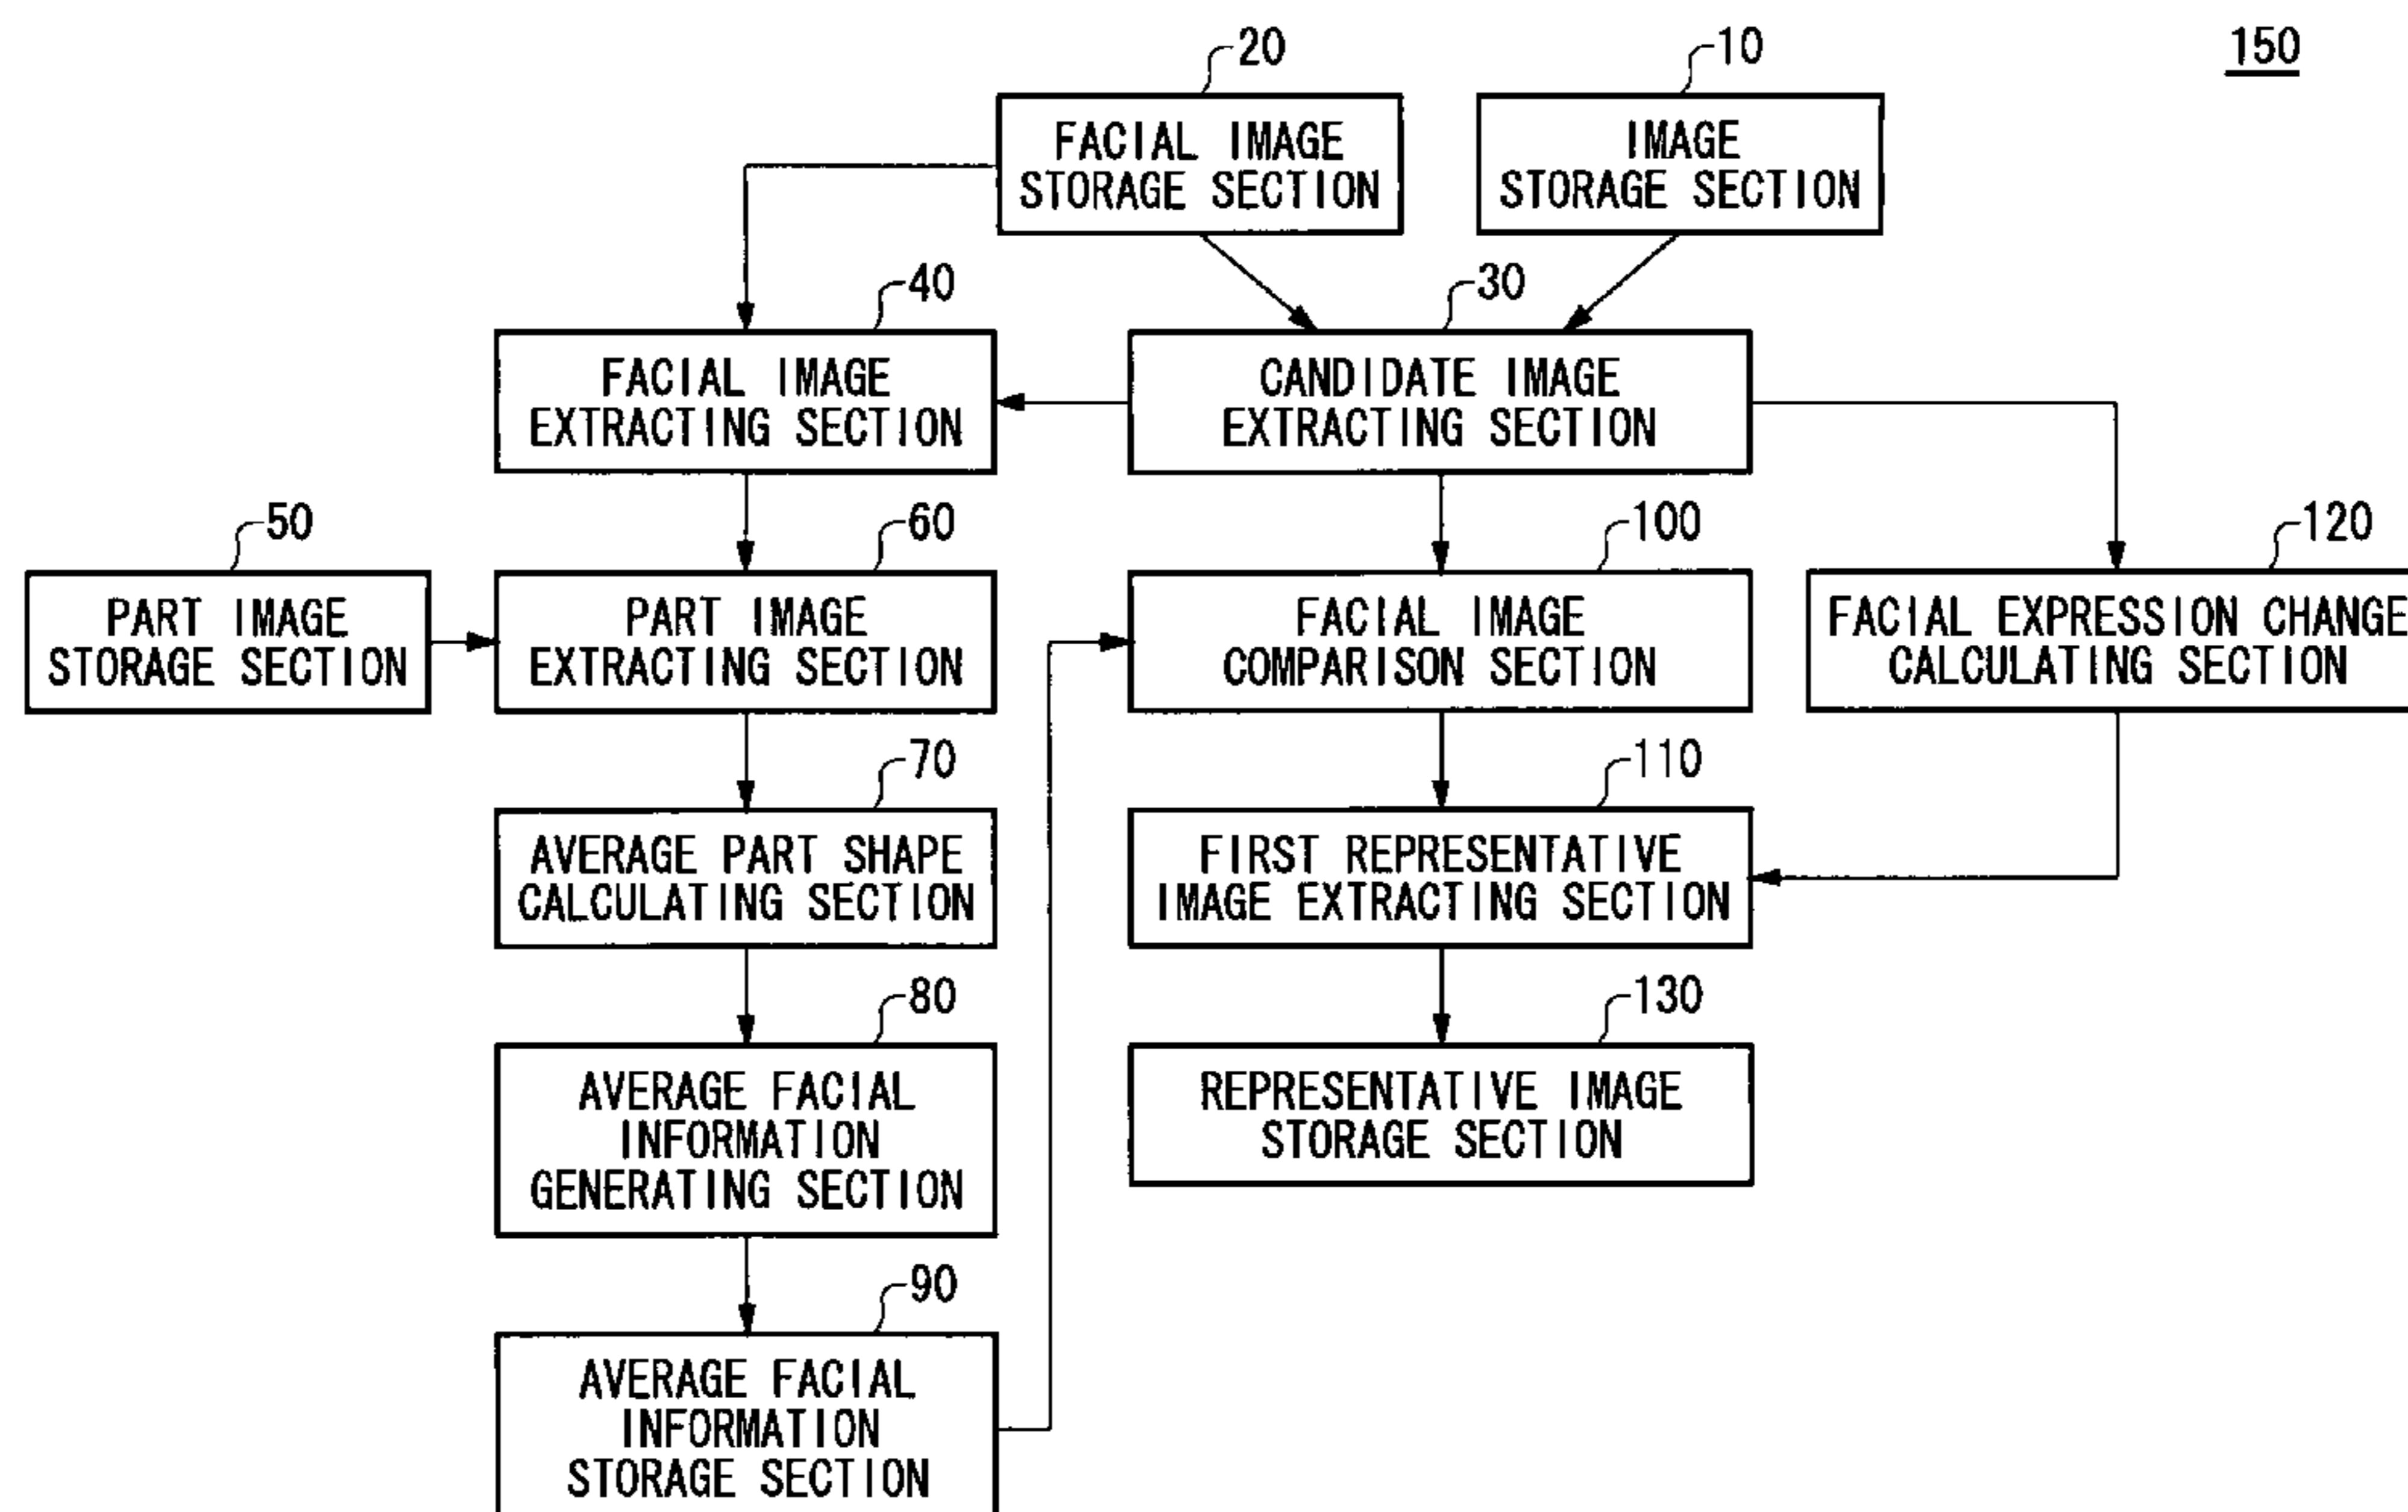 150
20
10
FACIAL IMAGE
STORAGE SECTION
IMAGE
STORAGE SECTION
40
30
FACIAL IMAGE
EXTRACTING SECTION
CANDIDATE IMAGE
EXTRACTING SECTION
50
60
100
120
PART IMAGE
STORAGE SECTION
PART IMAGE
EXTRACTING SECTION
FACIAL IMAGE
COMPARISON SECTION
FACIAL EXPRESSION CHANGE
CALCULATING SECTION
70
110
AVERAGE PART SHAPE
CALCULATING SECTION
FIRST REPRESENTATIVE
IMAGE EXTRACTING SECTION
80
130
AVERAGE FACIAL
INFORMATION
GENERATING SECTION
REPRESENTATIVE IMAGE
STORAGE SECTION
90
AVERAGE FACIAL
INFORMATION
STORAGE SECTION